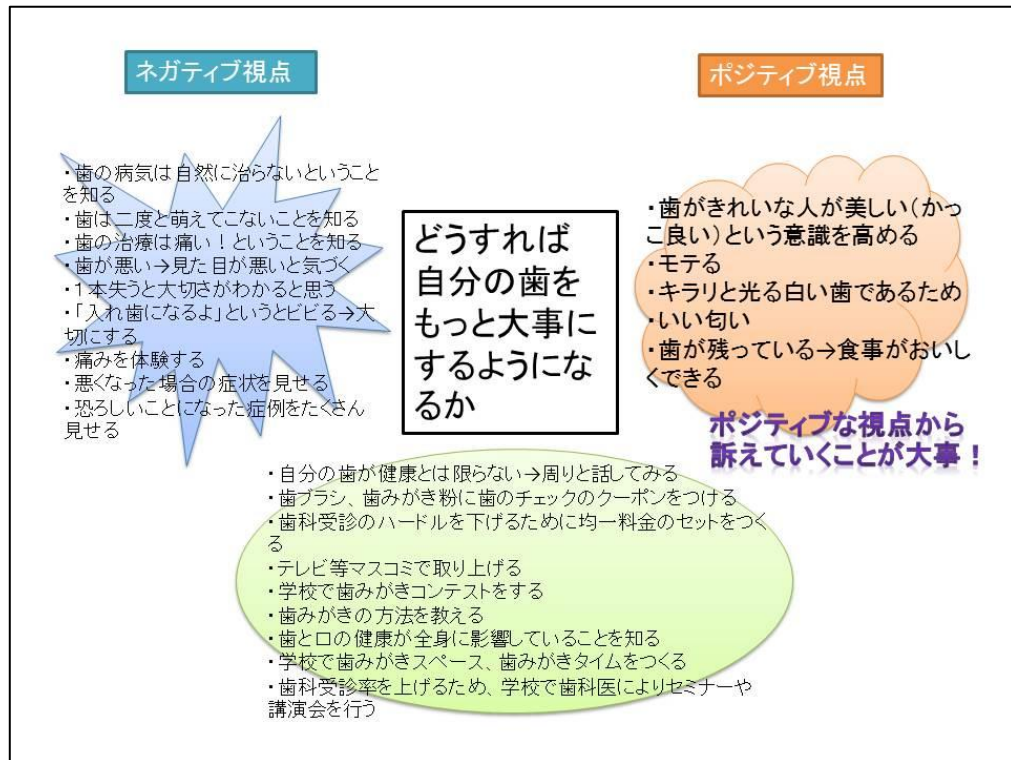 ネガティブ視点
・歯の病気は自然に治らないということ
を知る
・歯は二度と萌えてこないことを知る
・歯の治療は痛い！ということを知る
・歯が悪い→見た目が悪いと気づく
・1本失うと大切さがわかると思う
・「入れ歯になるよ」というとビビる→大
切にする
・痛みを体験する
・悪くなった場合の症状を見せる
・恐ろしいことになった症例をたくさん
見せる
どうすれば
自分の歯を
もっと大事に
するようにな
るか
ポジティブ視点
・歯がきれいな人が美しい（かっ
こ良い）という意識を高める
・モテる
・キラリと光る白い歯であるため
・いい匂い
・歯が残っている→食事がおいし
くできる
ポジティブな視点から
訴えていくことが大事！
・自分の歯が健康とは限らない→周りと話してみる
・歯ブラシ、歯みがき粉に歯のチェックのクーポンをつける
・歯科受診のハードルを下げるために均一料金のセットをつく
る
・テレビ等マスコミで取り上げる
・学校で歯みがきコンテストをする
・歯みがきの方法を教える
・歯と口の健康が全身に影響していることを知る
・学校で歯みがきスペース、歯みがきタイムをつくる
・歯科受診率を上げるため、学校で歯科医によりセミナーや
講演会を行う